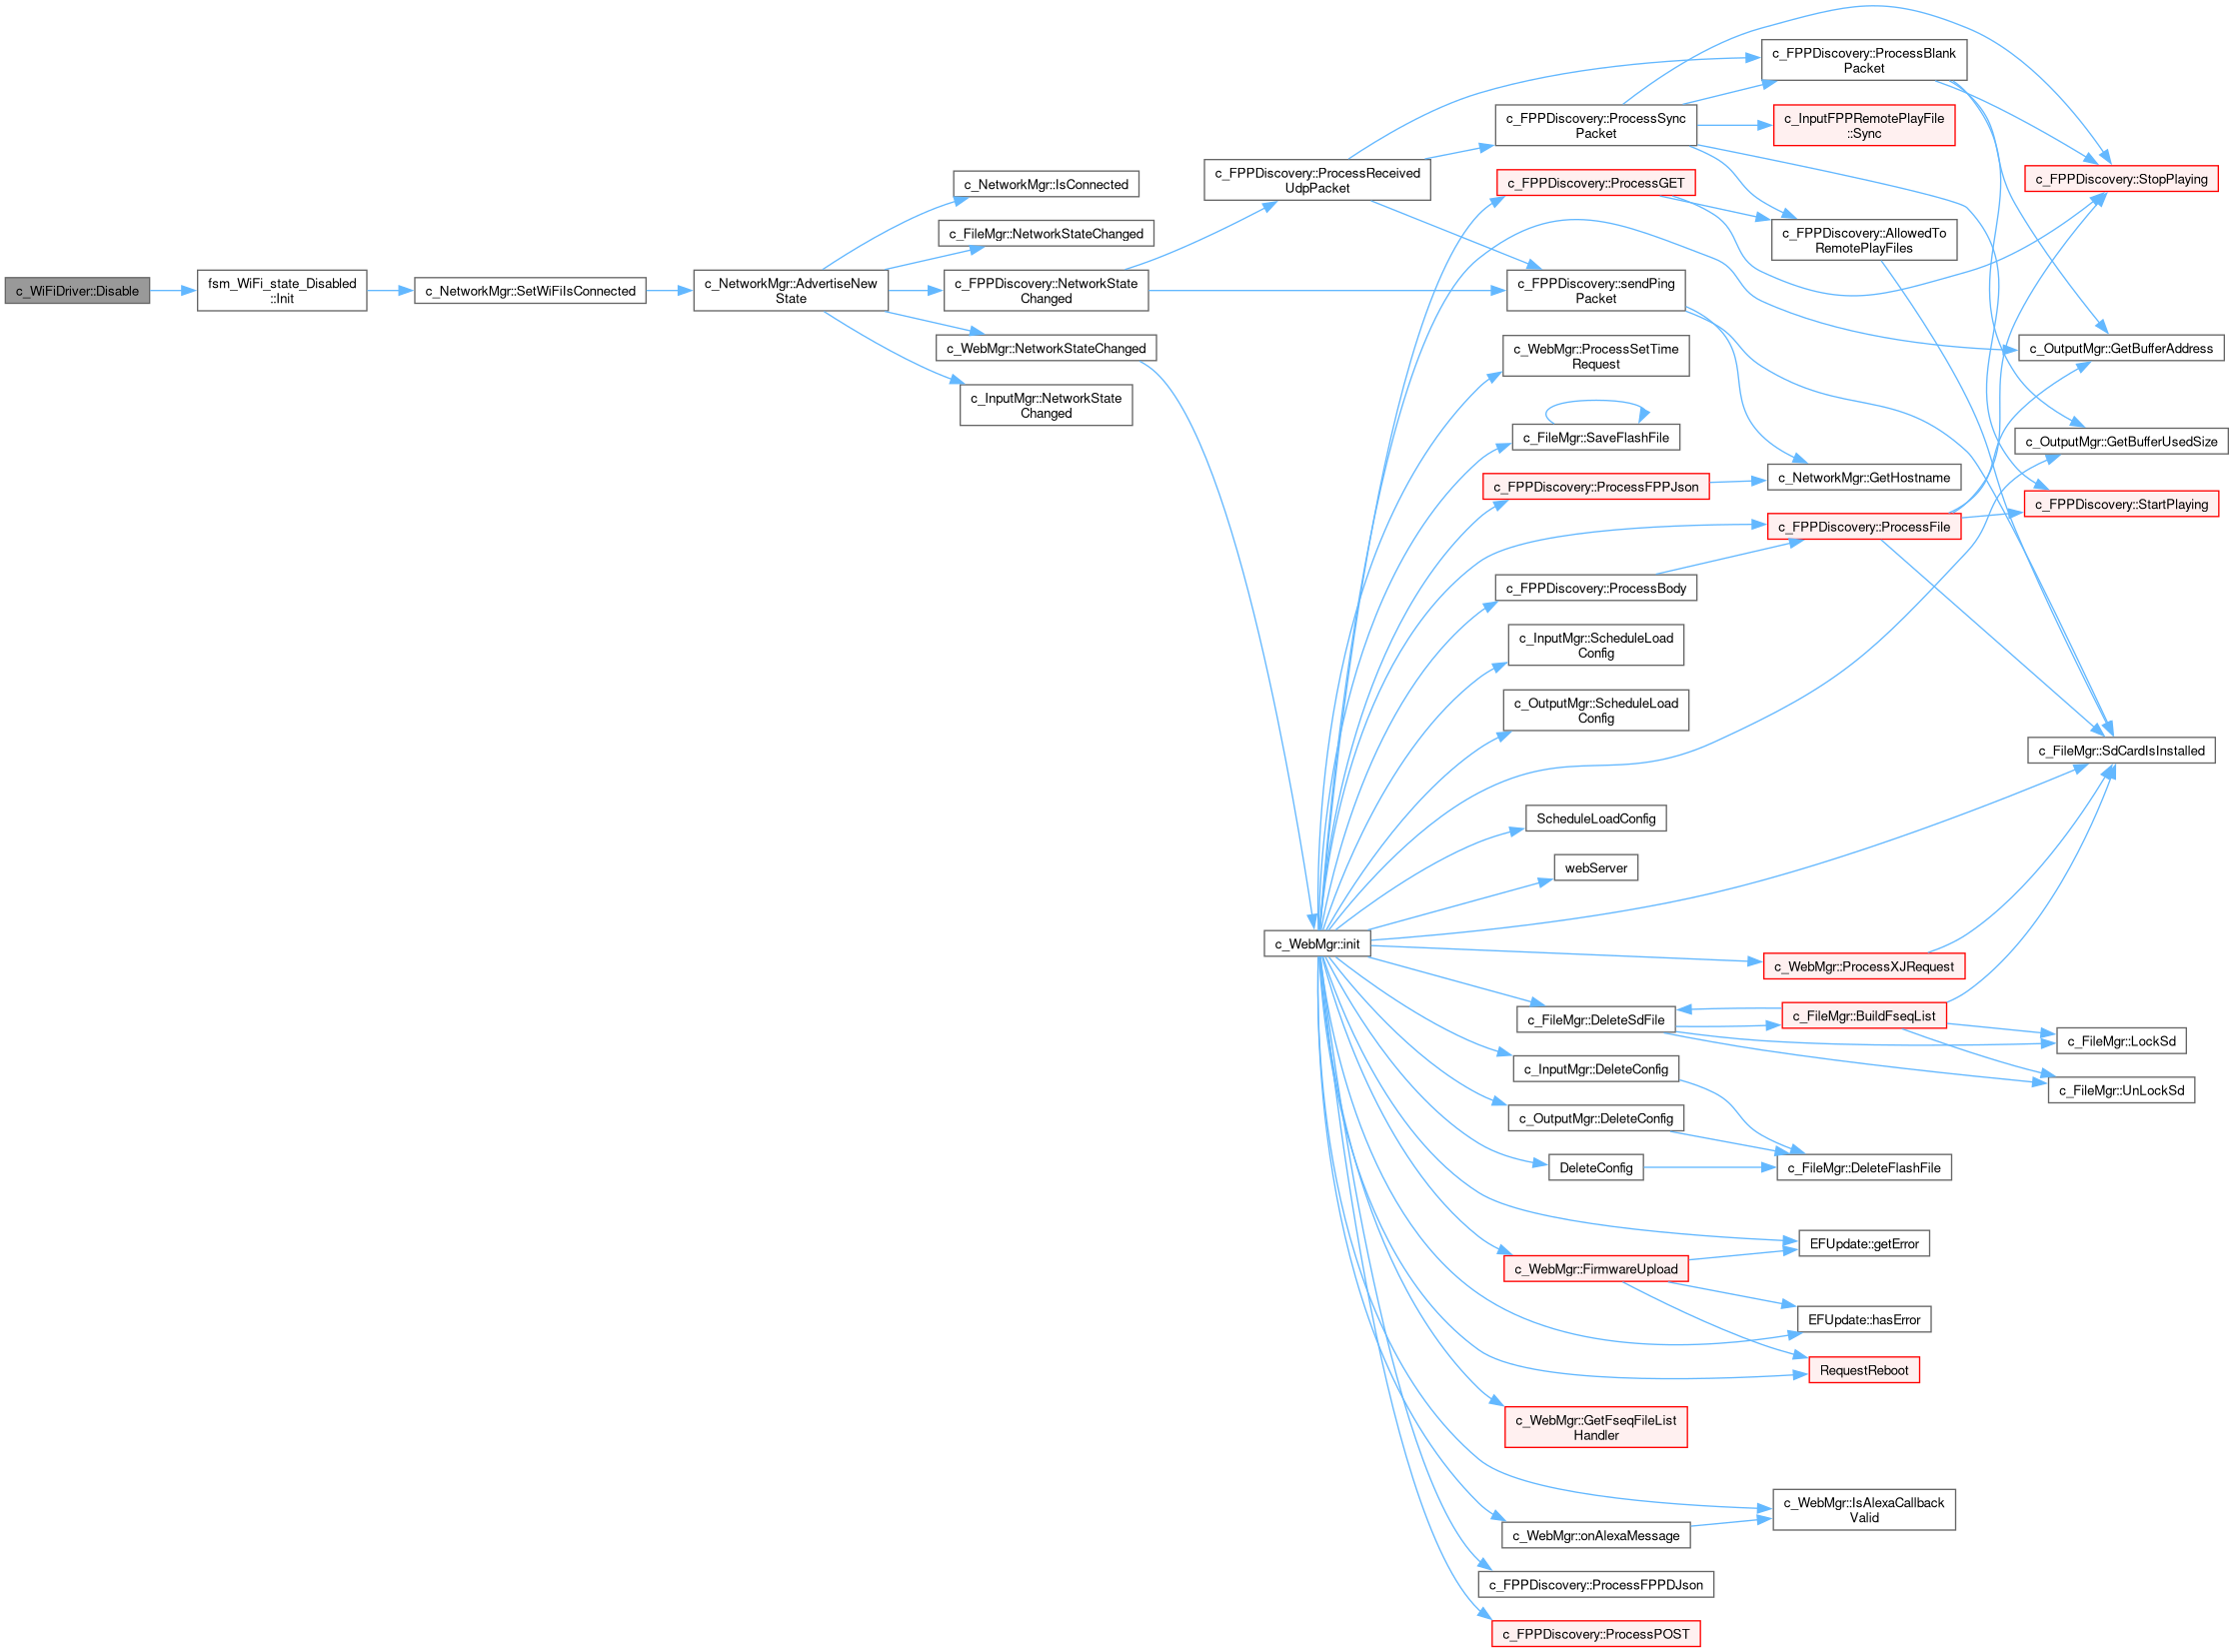 c_WiFiDriver::Disable
fsm_WiFi_state_Disabled
::Init
c_NetworkMgr::SetWiFiIsConnected
c_NetworkMgr::AdvertiseNew
State
c_NetworkMgr::IsConnected
c_FileMgr::NetworkStateChanged
c_FPPDiscovery::NetworkState
Changed
c_WebMgr::NetworkStateChanged
c_InputMgr::NetworkState
Changed
c_FPPDiscovery::ProcessReceived
UdpPacket
c_WebMgr::init
c_FPPDiscovery::ProcessSync
Packet
c_FPPDiscovery::ProcessGET
c_FPPDiscovery::sendPing
Packet
c_WebMgr::ProcessSetTime
Request
c_FileMgr::SaveFlashFile
c_FPPDiscovery::ProcessFPPJson
c_FPPDiscovery::ProcessBody
c_InputMgr::ScheduleLoad
Config
c_OutputMgr::ScheduleLoad
Config
ScheduleLoadConfig
webServer
c_FileMgr::DeleteSdFile
c_InputMgr::DeleteConfig
c_OutputMgr::DeleteConfig
DeleteConfig
c_WebMgr::FirmwareUpload
c_WebMgr::GetFseqFileList
Handler
c_WebMgr::onAlexaMessage
c_FPPDiscovery::ProcessFPPDJson
c_FPPDiscovery::ProcessPOST
c_FPPDiscovery::ProcessBlank
Packet
c_InputFPPRemotePlayFile
::Sync
c_FPPDiscovery::AllowedTo
RemotePlayFiles
c_NetworkMgr::GetHostname
c_FPPDiscovery::ProcessFile
c_WebMgr::ProcessXJRequest
c_FileMgr::BuildFseqList
c_FileMgr::DeleteFlashFile
EFUpdate::getError
EFUpdate::hasError
RequestReboot
c_WebMgr::IsAlexaCallback
Valid
c_FPPDiscovery::StopPlaying
c_OutputMgr::GetBufferAddress
c_OutputMgr::GetBufferUsedSize
c_FPPDiscovery::StartPlaying
c_FileMgr::SdCardIsInstalled
c_FileMgr::LockSd
c_FileMgr::UnLockSd